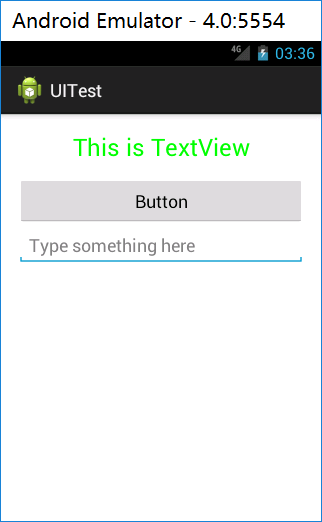 Android Emulator - 4.0:5554
4G 03:36
UITest
This is TextView
Button
Type something here